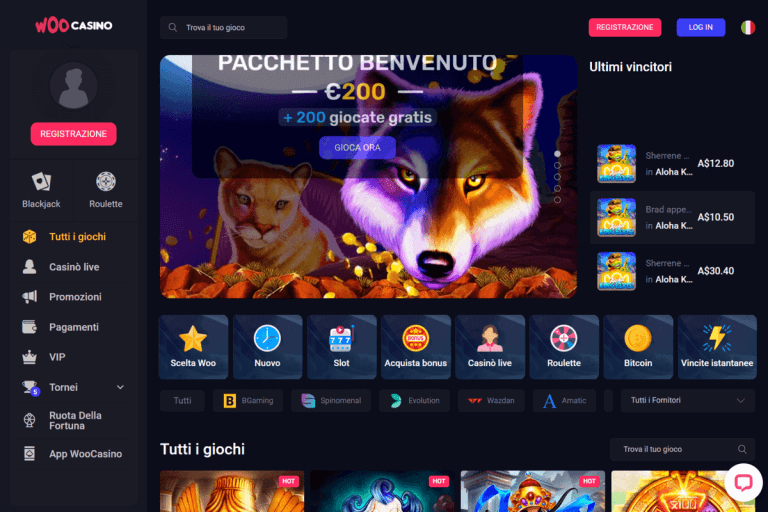 WOO CASINO
Trova il tuo gioco
REGISTRAZIONE
LOG IN
REGISTRAZIONE
Blackjack
Roulette
Tutti i giochi
Casinò live
Promozioni
Pagamenti
VIP
Tornei
5
Ruota Della
Fortuna
App WooCasino
PACCHETTO BENVENUTO
€200
+ 200 giocate gratis
GIOCA ORA
Ultimi vincitori
Sherrene ...
in Aloha K...
A$12.80
Brad appe...
in Aloha K...
A$10.50
Sherrene ...
in Aloha K...
A$30.40
Scelta Woo
Nuovo
777
Slot
BONUS
Acquista bonus
Casinò live
Roulette
Bitcoin
Vincite istantanee
Tutti
BGaming
Spinomenal
Evolution
Wazdan
Amatic
Tutti i Fornitori
Tutti i giochi
Trova il tuo gioco
HOT
HOT
HOT